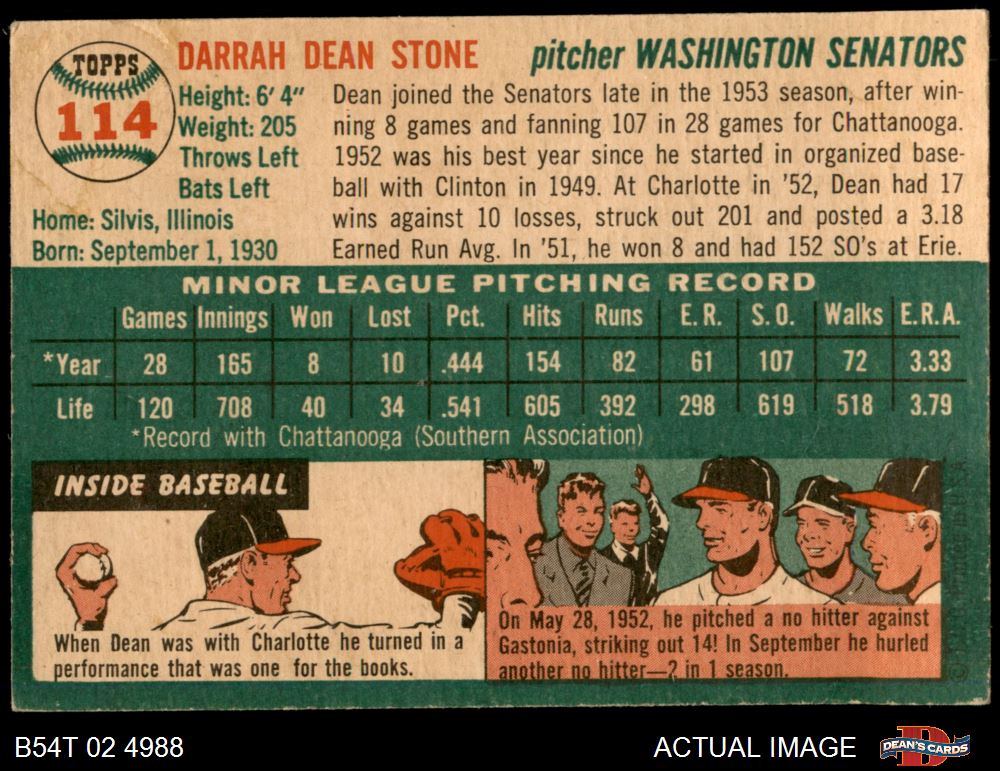 TOPPS
114
DARRAH DEAN STONE
pitcher WASHINGTON SENATORS
Height: 6' 4"
Weight: 205
Throws Left
Bats Left
Home: Silvis, Illinois
Born: September 1, 1930
Dean joined the Senators late in the 1953 season, after win-
ning 8 games and fanning 107 in 28 games for Chattanooga.
1952 was his best year since he started in organized base-
ball with Clinton in 1949. At Charlotte in '52, Dean had 17
wins against 10 losses, struck out 201 and posted a 3.18
Earned Run Avg. In '51, he won 8 and had 152 SO's at Erie.
MINOR LEAGUE PITCHING RECORD
Games Innings Won Lost Pct. Hits Runs E. R. S. O. Walks E.R.A.
*Year 28 165 8 10 .444 154 82 61 107 72 3.33
Life 120 708 40 34 .541 605 392 298 619 518 3.79
*Record with Chattanooga (Southern Association)
INSIDE BASEBALL
When Dean was with Charlotte he turned in a
performance that was one for the books.
On May 28, 1952, he pitched a no hitter against
Gastonia, striking out 14! In September he hurled
another no hitter—2 in 1 season.
B54T 02 4988
ACTUAL IMAGE
DEAN'S CARDS